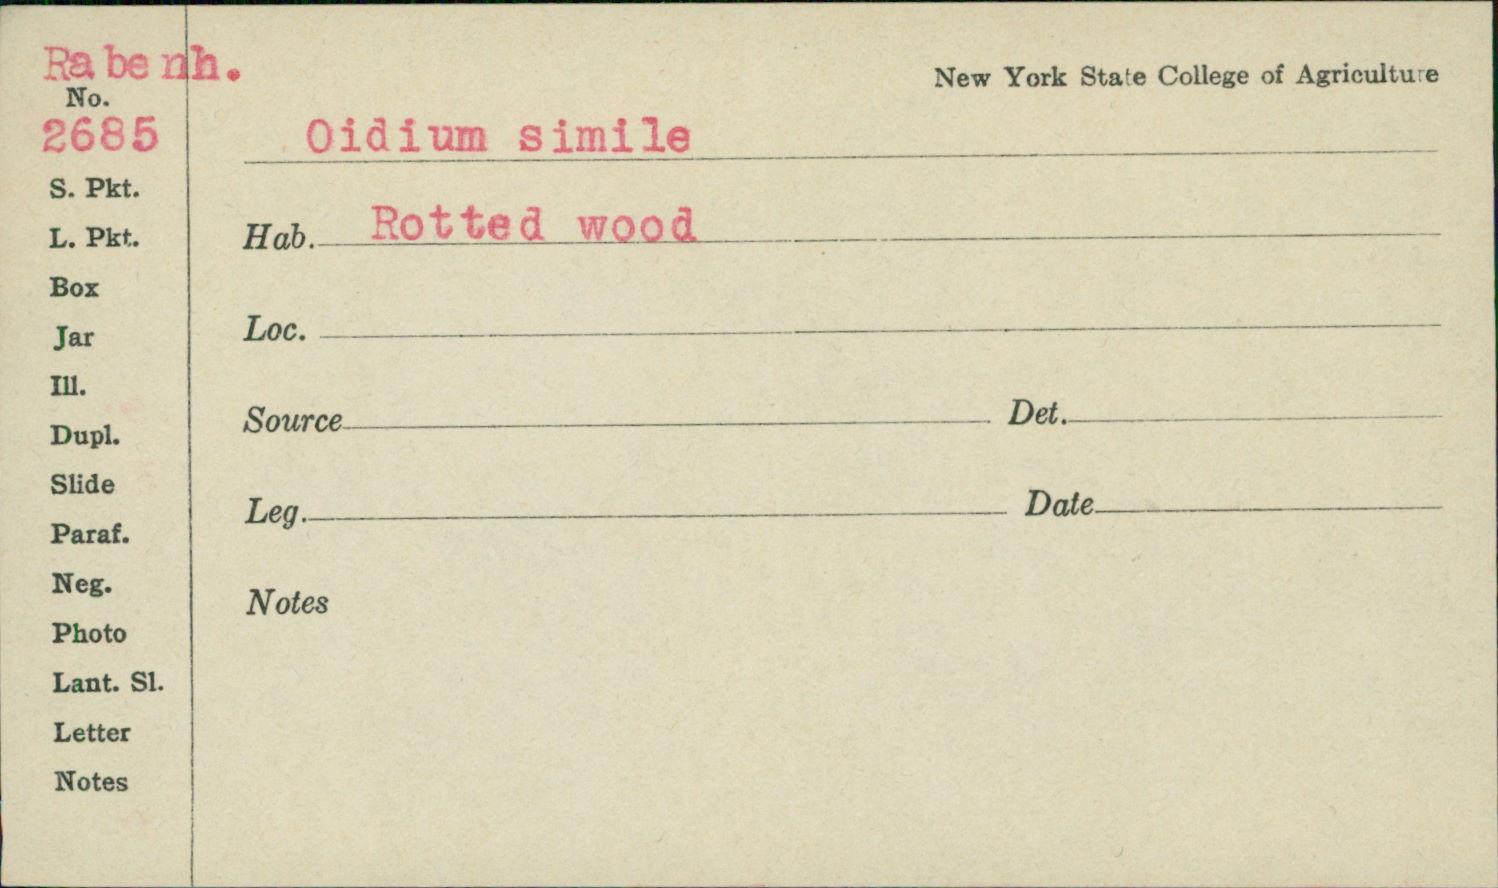 Rabenh.
New York State College of Agriculture
No.
2685
Oidium simile
S. Pkt.
Hab. Rotted wood
L. Pkt.
Box
Loc.
Jar
Ill.
Source Det.
Dupl.
Slide
Leg. Date
Paraf.
Neg.
Notes
Photo
Lant. Sl.
Letter
Notes